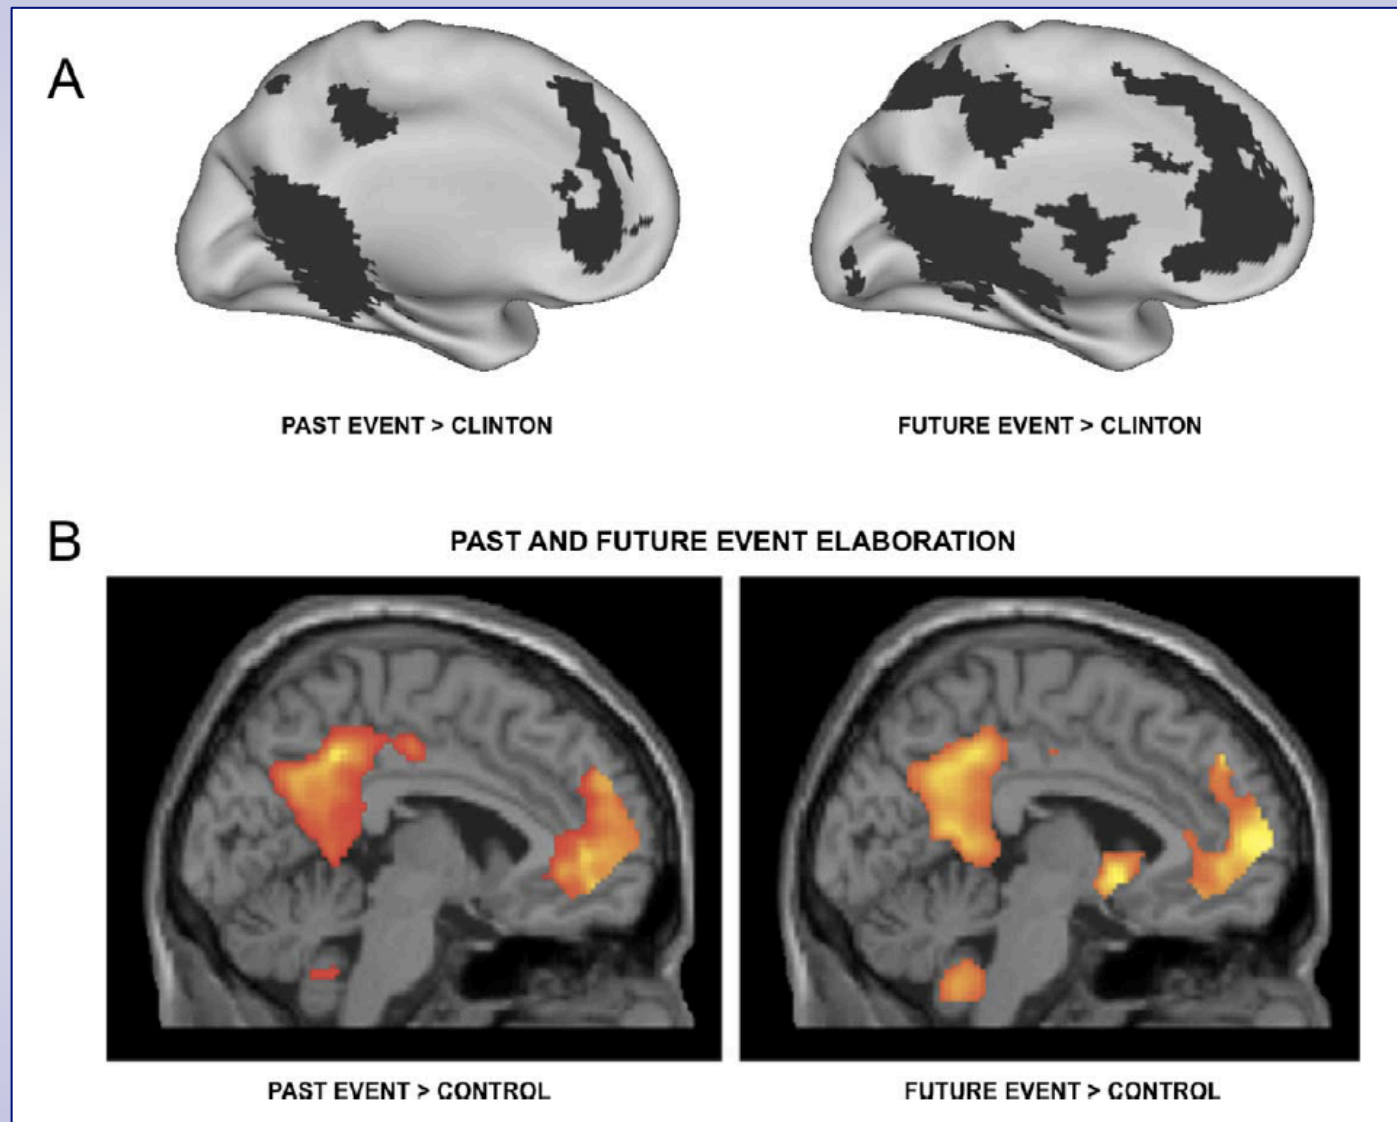 A
PAST EVENT > CLINTON
FUTURE EVENT > CLINTON
B
PAST AND FUTURE EVENT ELABORATION
PAST EVENT > CONTROL
FUTURE EVENT > CONTROL